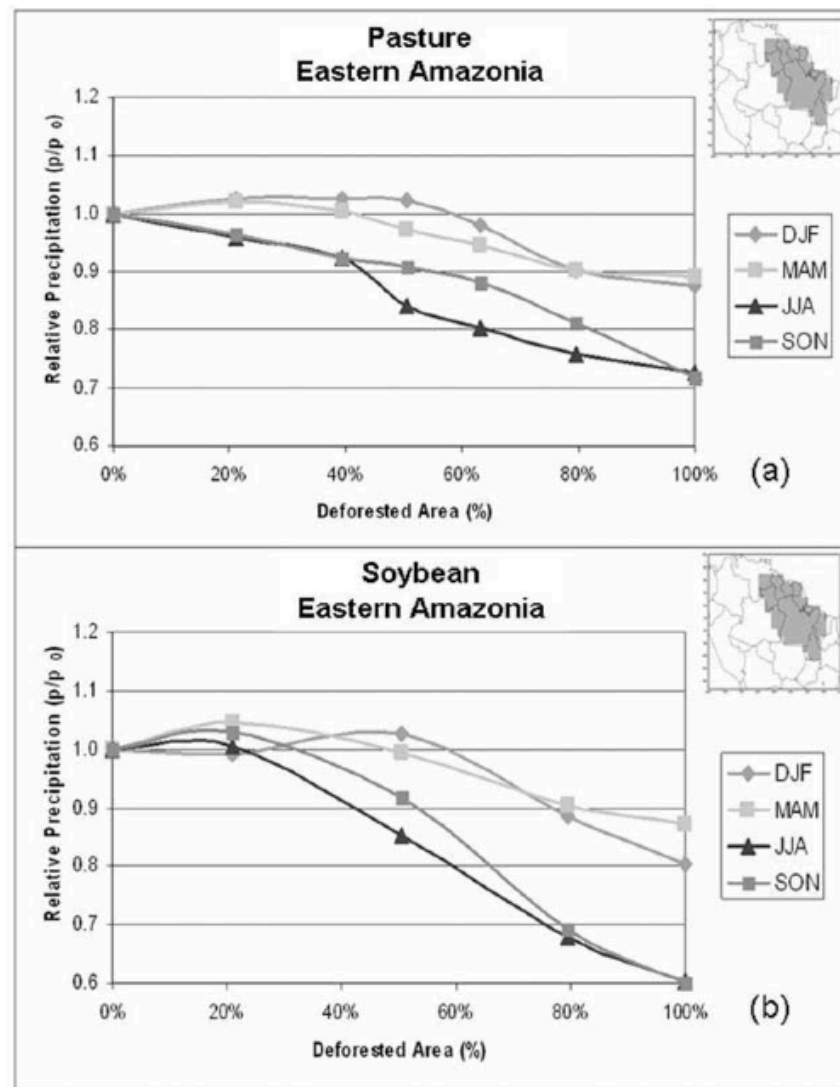 Pasture
Eastern Amazonia
Relative Precipitation (p/p 0)
1.2
1.1
1.0
0.9
0.8
0.7
0.6
0%
20%
40%
60%
80%
100%
Deforested Area (%)
DJF
MAM
JJA
SON
(a)
Soybean
Eastern Amazonia
Relative Precipitation (p/p 0)
1.2
1.1
1.0
0.9
0.8
0.7
0.6
0%
20%
40%
60%
80%
100%
Deforested Area (%)
DJF
MAM
JJA
SON
(b)